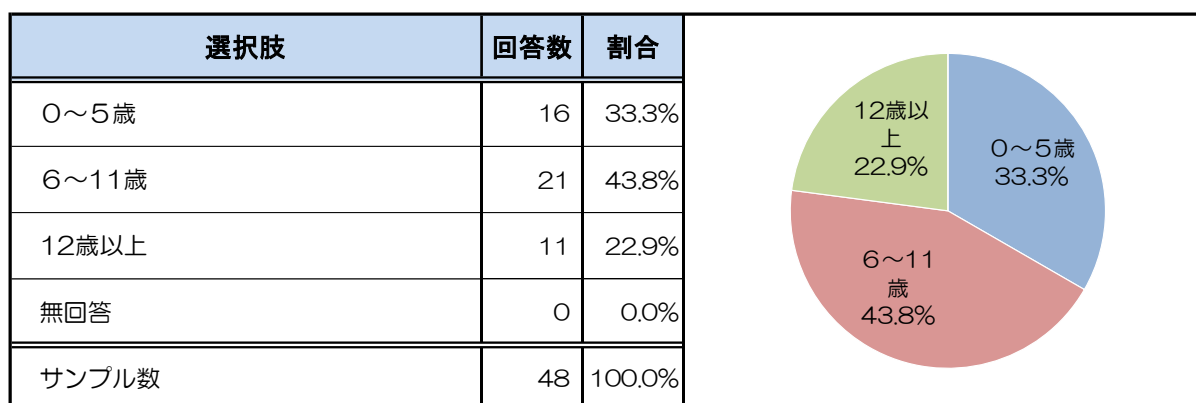 選択肢 回答数 割合
０～５歳 16 33.3%
６～11歳 21 43.8%
12歳以上 11 22.9%
無回答 0 0.0%
サンプル数 48 100.0%
12歳以
上
22.9%
０～５歳
33.3%
６～11
歳
43.8%